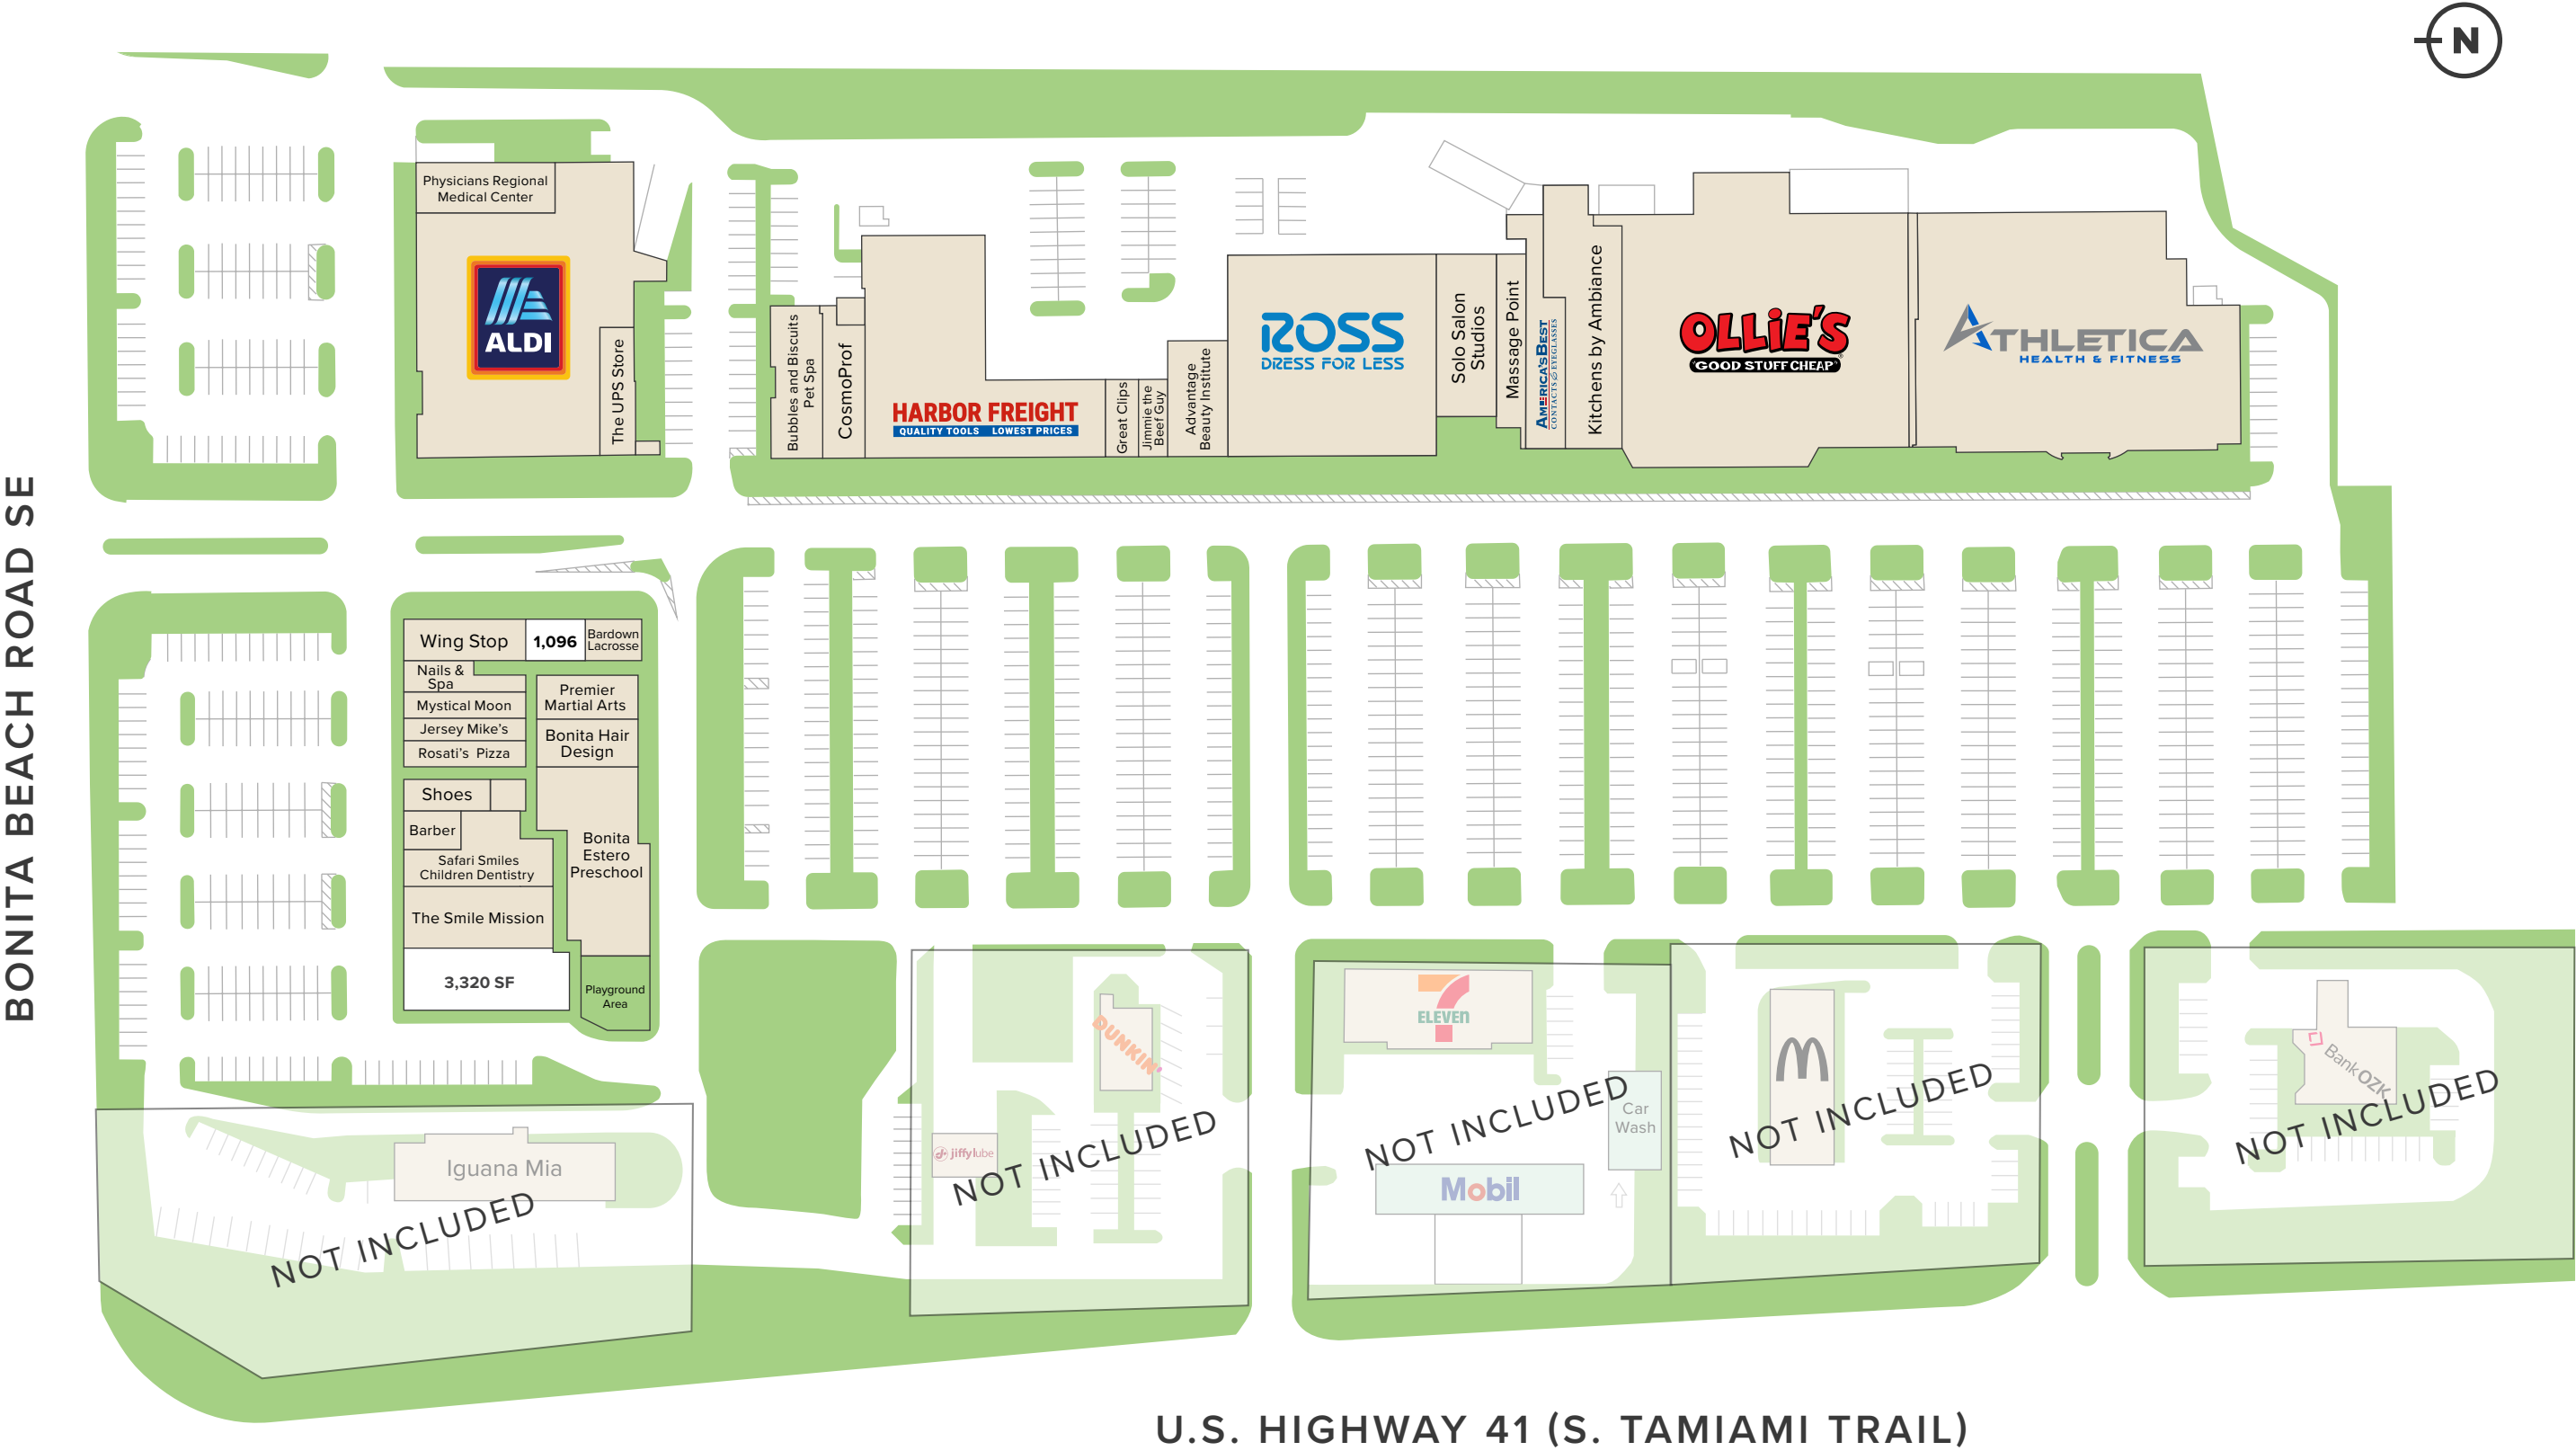 N
Physicians Regional
Medical Center
ALDI
The UPS Store
Bubbles and Biscuits
Pet Spa
CosmoProf
HARBOR FREIGHT
QUALITY TOOLS LOWEST PRICES
Great Clips
Jimmie the
Beef Guy
Advantage
Beauty Institute
ROSS
DRESS FOR LESS
Solo Salon
Studios
Massage Point
AMERICA'S BEST
CONTACTS & EYEGLASSES
Kitchens by Ambiance
OLLiE'S
GOOD STUFF CHEAP
ATHLETICA
HEALTH & FITNESS
BONITA BEACH ROAD SE
Wing Stop
1,096
Bardown
Lacrosse
Nails &
Spa
Mystical Moon
Jersey Mike's
Rosati's Pizza
Premier
Martial Arts
Bonita Hair
Design
Shoes
Barber
Safari Smiles
Children Dentistry
The Smile Mission
3,320 SF
Bonita
Estero
Preschool
Playground
Area
Iguana Mia
NOT INCLUDED
DUNKIN'
jiffylube
NOT INCLUDED
7
ELEVEN
Car
Wash
Mobil
NOT INCLUDED
M
NOT INCLUDED
BankOZK
NOT INCLUDED
U.S. HIGHWAY 41 (S. TAMIAMI TRAIL)